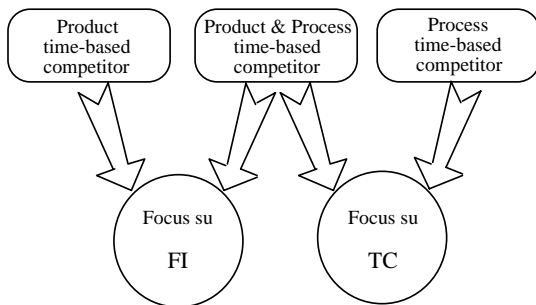 Product
time-based
competitor
Product & Process
time-based
competitor
Process
time-based
competitor
Focus su
FI
Focus su
TC